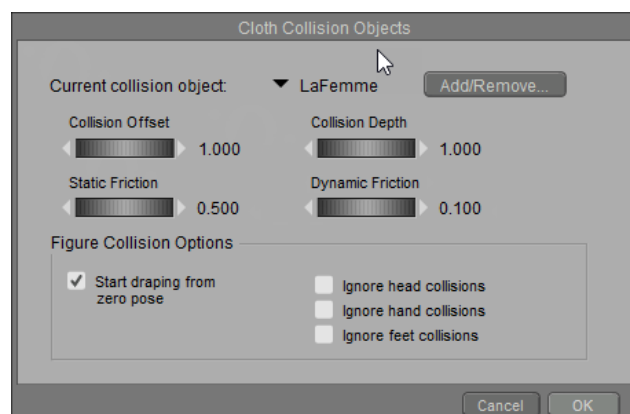 Cloth Collision Objects
Current collision object: LaFemme Add/Remove...
Collision Offset Collision Depth
1.000 1.000
Static Friction Dynamic Friction
0.500 0.100
Figure Collision Options
Start draping from
zero pose
Ignore head collisions
Ignore hand collisions
Ignore feet collisions
Cancel OK